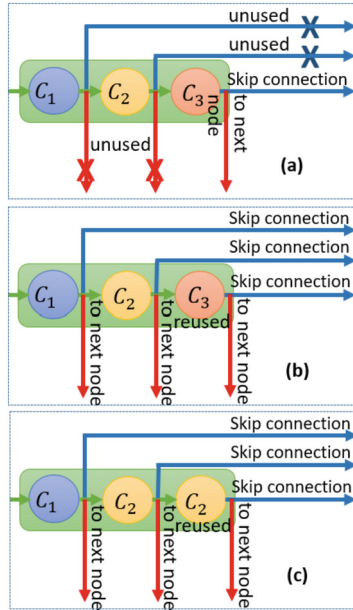 unused
unused
Skip connection
C₁
C₂
C₃
to next
node
unused
(a)
Skip connection
Skip connection
Skip connection
C₁
C₂
C₃
reused
to next node
to next node
to next node
(b)
Skip connection
Skip connection
Skip connection
C₁
C₂
C₂
reused
to next node
to next node
to next node
(c)